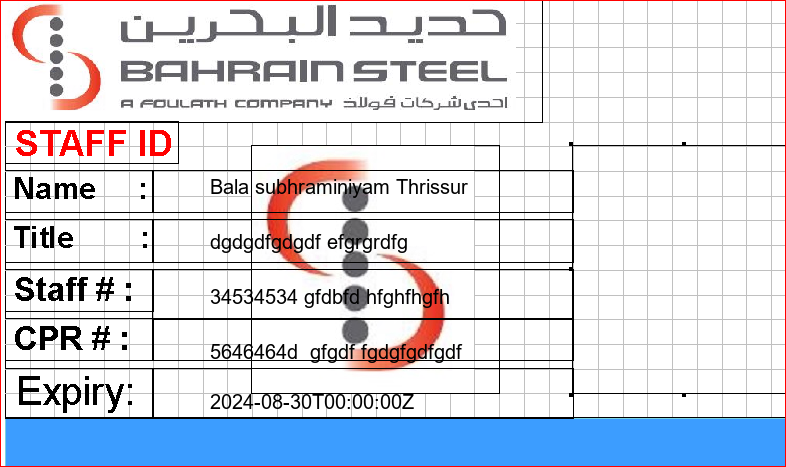 حديد البحرين
BAHRAIN STEEL
A FOULATH COMPANY احدى شركات فولاذ
STAFF ID
Name : Bala subhraminiyam Thrissur
Title : dgdgdfgdgdf efgrgrdfg
Staff # : 34534534 gfdbfd hfghfhgfh
CPR # : 5646464d  gfgdf fgdgfgdfgdf
Expiry: 2024-08-30T00:00:00Z